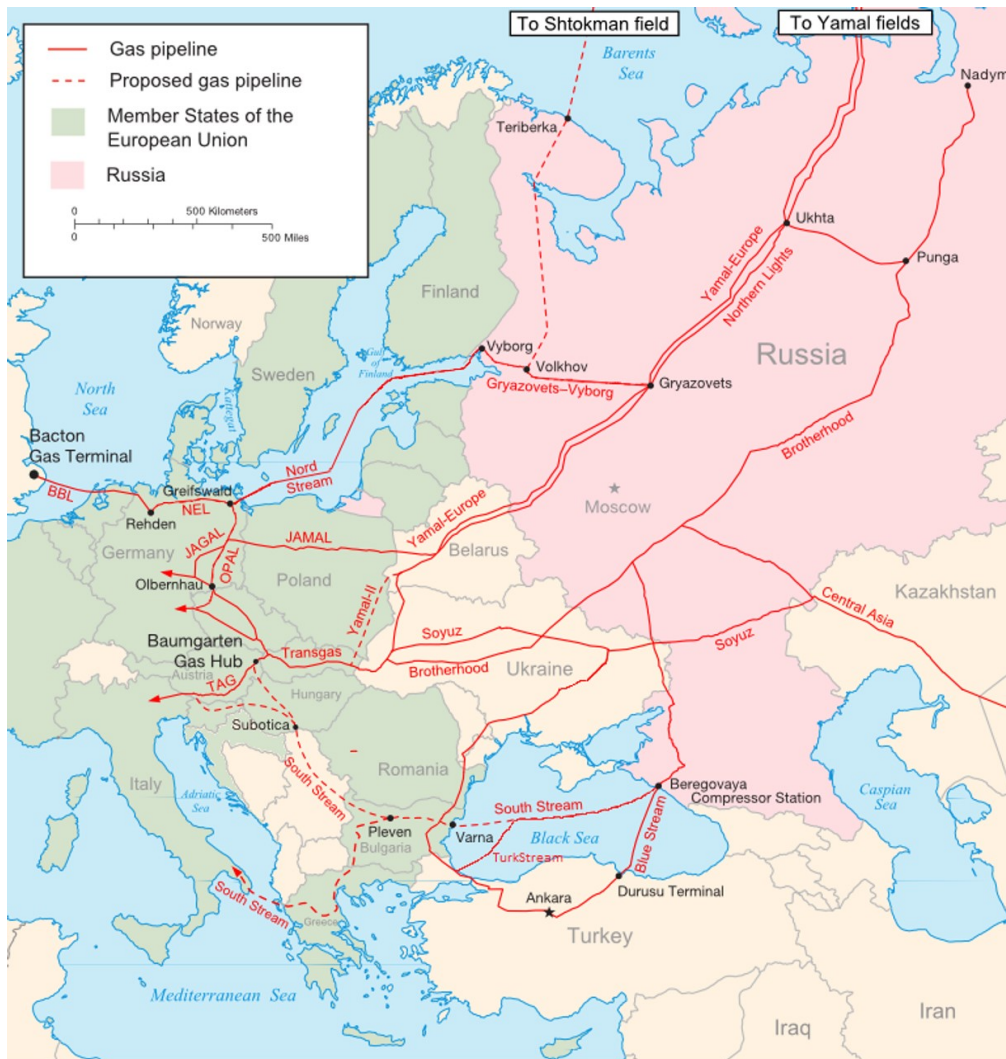 To Shtokman field
To Yamal fields
Gas pipeline
Proposed gas pipeline
Member States of the
European Union
Russia
0
500 Kilometers
0
500 Miles
Barents
Sea
Nadym
Teriberka
Ukhta
Punga
Yamal-Europe
Northern Lights
Finland
Norway
Sweden
Gulf
of
Finland
Vyborg
Volkhov
Gryazovets
Gryazovets–Vyborg
Russia
North
Sea
Kattegat
Bacton
Gas Terminal
Brotherhood
BBL
Greifswald
Nord
Stream
NEL
Rehden
Moscow
Yamal-Europe
Germany
JAGAL
OPAL
JAMAL
Belarus
Poland
Olbernhau
Yamal-II
Kazakhstan
Central Asia
Baumgarten
Gas Hub
Transgas
Soyuz
Soyuz
Brotherhood
Ukraine
Austria
TAG
Hungary
Subotica
Italy
Romania
South Stream
Adriatic
Sea
Beregovaya
Compressor Station
Caspian
Sea
South Stream
Pleven
Bulgaria
Varna
Black Sea
Blue Stream
TurkStream
South Stream
Ankara
Durusu Terminal
Greece
Turkey
Mediterranean Sea
Iraq
Iran